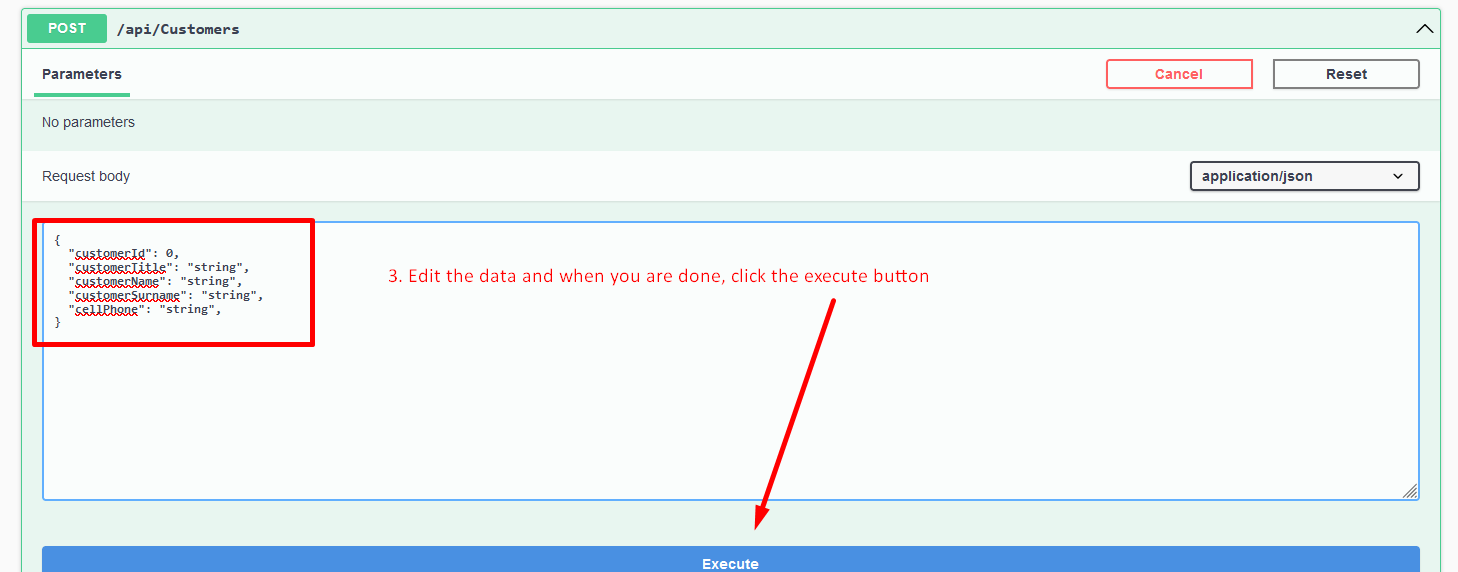 POST /api/Customers
Parameters
Cancel
Reset
No parameters
Request body
application/json
{
  "customerId": 0,
  "customerTitle": "string",
  "customerName": "string",
  "customerSurname": "string",
  "cellPhone": "string",
}
3. Edit the data and when you are done, click the execute button
Execute